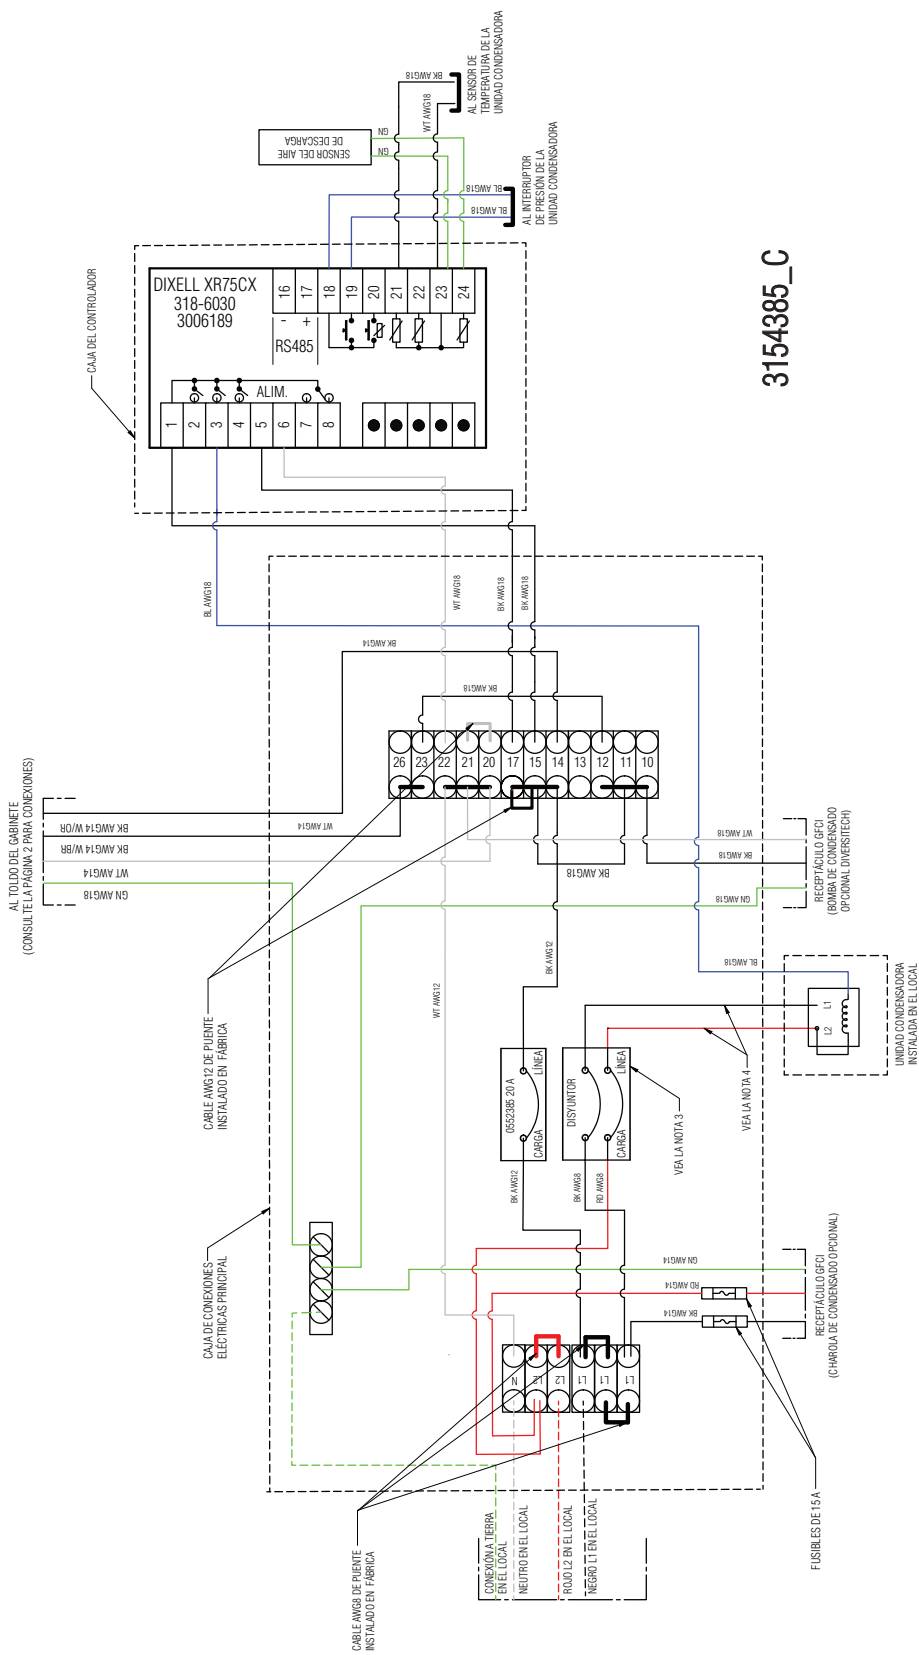 BK AWG18
AL SENSOR DE
TEMPERATURA DE LA
UNIDAD CONDENSADORA
WT AWG18
SENSOR DEL AIRE
DE DESCARGA
GN
GN
BL AWG18
BL AWG18
AL INTERRUPTOR
DE PRESIÓN DE LA
UNIDAD CONDENSADORA
CAJA DEL CONTROLADOR
DIXELL XR75CX
318-6030
3006189
16
17
18
19
20
21
22
23
24
- +
RS485
ALIM.
1
2
3
4
5
6
7
8
3154385_C
BL AWG18
WT AWG18
BK AWG18
BK AWG18
BK AWG14
BK AWG18
26
23
22
21
20
17
15
14
13
12
11
10
AL TOLDO DEL GABINETE
(CONSULTE LA PÁGINA 2 PARA CONEXIONES)
BK AWG14 W/OR
BK AWG14 W/BR
WT AWG14
GN AWG18
WT AWG14
WT AWG18
BK AWG18
BK AWG18
GN AWG18
RECEPTÁCULO GFCI
(BOMBA DE CONDENSADO
OPCIONAL DIVERSITECH)
CABLE AWG12 DE PUENTE
INSTALADO EN FÁBRICA
WT AWG12
BK AWG12
BL AWG18
L1
L2
UNIDAD CONDENSADORA
INSTALADA EN EL LOCAL
0552385 20 A
LÍNEA
CARGA
DISYUNTOR
LÍNEA
CARGA
VEA LA NOTA 3
VEA LA NOTA 4
BK AWG12
BK AWG8
RD AWG8
CAJA DE CONEXIONES
ELÉCTRICAS PRINCIPAL
GN AWG14
RD AWG14
BK AWG14
RECEPTÁCULO GFCI
(CHAROLA DE CONDENSADO OPCIONAL)
N
L2
L2
L1
L1
L1
FUSIBLES DE 15 A
CABLE AWG8 DE PUENTE
INSTALADO EN FÁBRICA
CONEXIÓN A TIERRA
EN EL LOCAL
NEUTRO EN EL LOCAL
ROJO L2 EN EL LOCAL
NEGRO L1 EN EL LOCAL